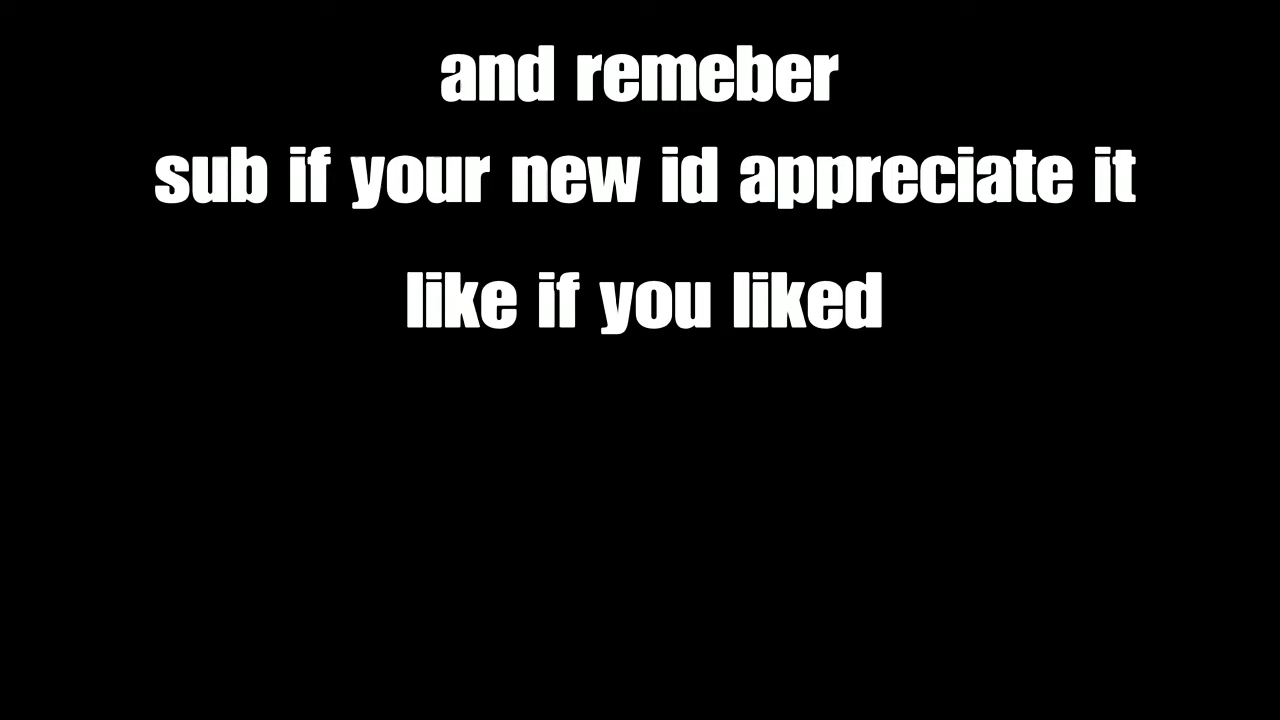 and remeber
sub if your new id appreciate it
like if you liked